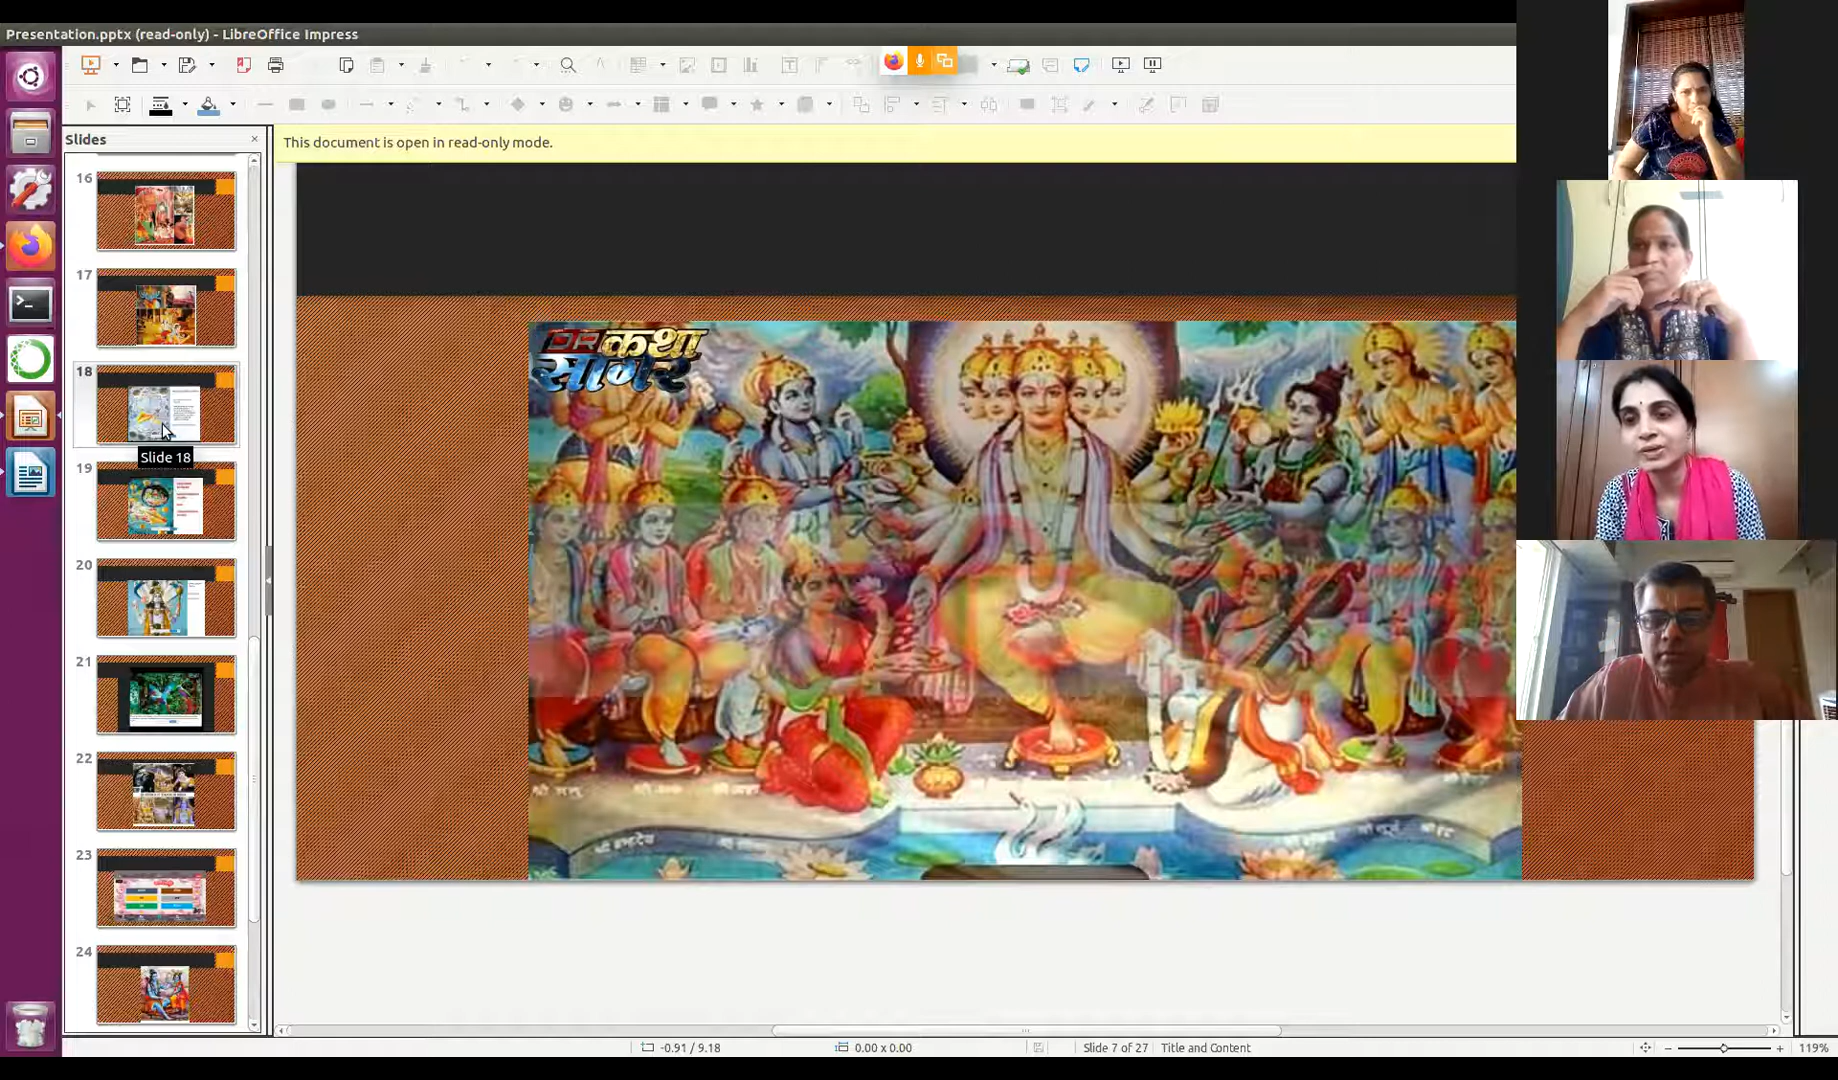 Presentation.pptx (read-only) - LibreOffice Impress
Slides
This document is open in read-only mode.
16
17
18
Slide 18
19
20
21
22
23
24
DR कथा
सागर
-0.91 / 9.18
0.00 x 0.00
Slide 7 of 27
Title and Content
119%